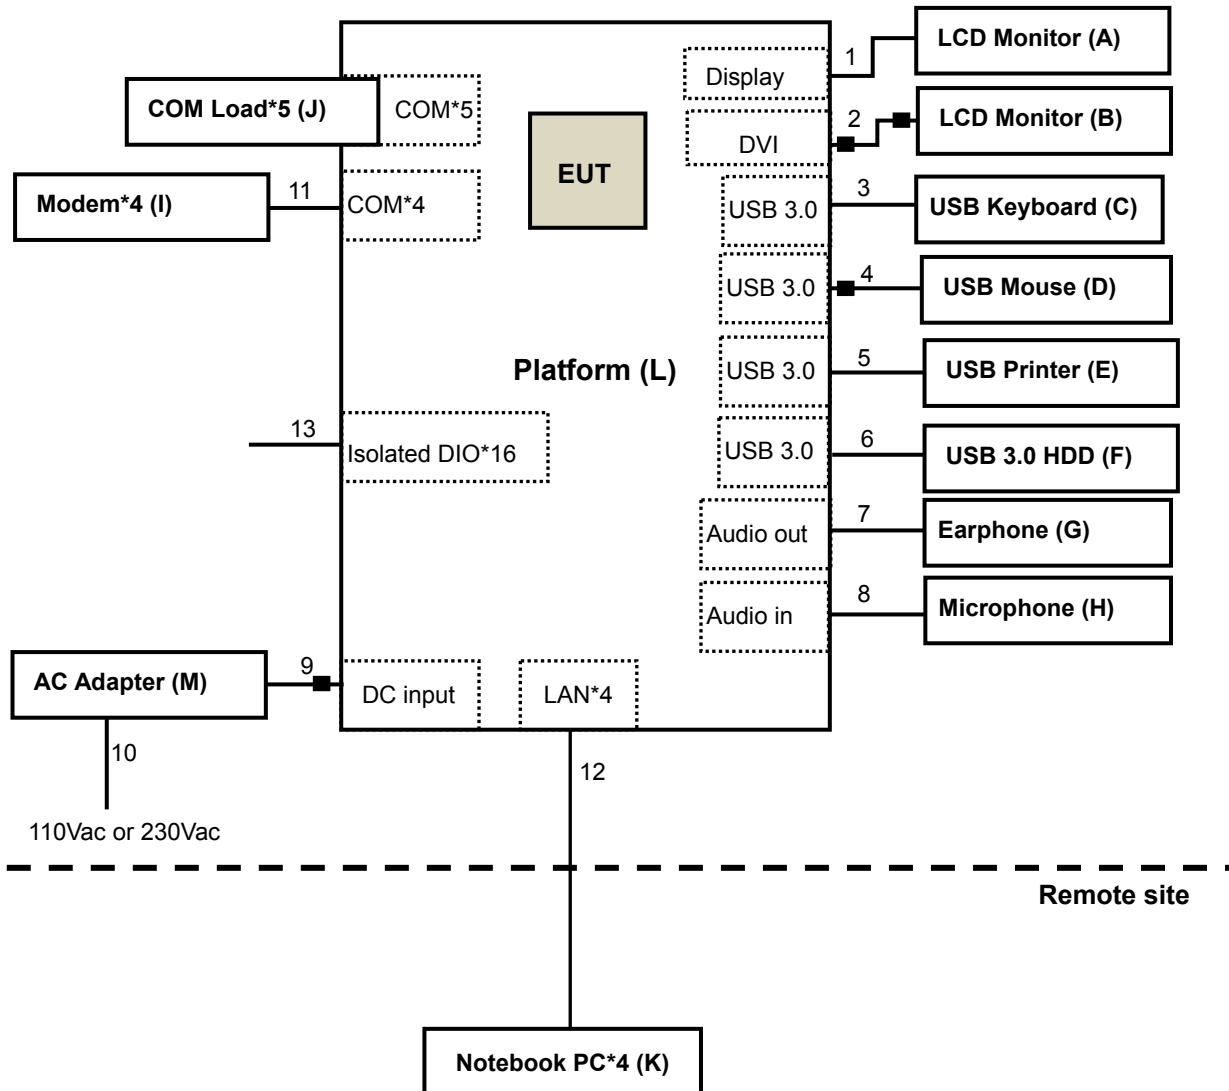 LCD Monitor (A)
1
Display
COM Load*5 (J)
COM*5
2
LCD Monitor (B)
DVI
EUT
Modem*4 (I)
11
COM*4
3
USB 3.0
USB Keyboard (C)
4
USB 3.0
USB Mouse (D)
Platform (L)
5
USB 3.0
USB Printer (E)
13
Isolated DIO*16
6
USB 3.0
USB 3.0 HDD (F)
7
Audio out
Earphone (G)
8
Audio in
Microphone (H)
AC Adapter (M)
9
DC input
LAN*4
10
12
110Vac or 230Vac
Remote site
Notebook PC*4 (K)